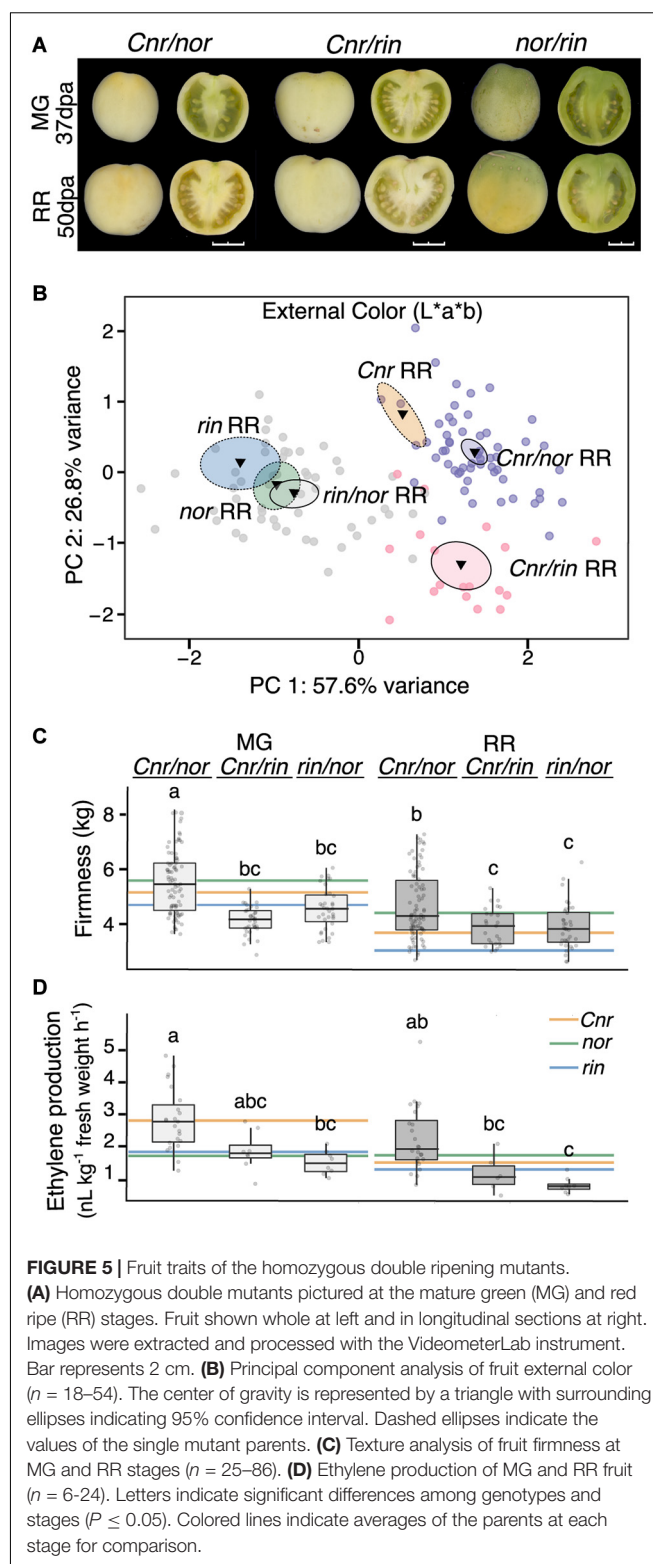 A
Cnr/nor Cnr/rin nor/rin
MG
37dpa
RR
50dpa
B
External Color (L*a*b)
2
1
0
−1
−2
PC 2: 26.8% variance
Cnr RR
rin RR
Cnr/nor RR
nor RR
rin/nor RR
Cnr/rin RR
−2 0 2
PC 1: 57.6% variance
C
MG RR
Cnr/nor Cnr/rin rin/nor Cnr/nor Cnr/rin rin/nor
Firmness (kg)
8
6
4
a bc bc b c c
D
Ethylene production
(nL kg-1 fresh weight h-1)
5
4
3
2
1
a abc bc ab bc c
Cnr
nor
rin
FIGURE 5 | Fruit traits of the homozygous double ripening mutants.
(A) Homozygous double mutants pictured at the mature green (MG) and red
ripe (RR) stages. Fruit shown whole at left and in longitudinal sections at right.
Images were extracted and processed with the VideometerLab instrument.
Bar represents 2 cm. (B) Principal component analysis of fruit external color
(n = 18–54). The center of gravity is represented by a triangle with surrounding
ellipses indicating 95% confidence interval. Dashed ellipses indicate the
values of the single mutant parents. (C) Texture analysis of fruit firmness at
MG and RR stages (n = 25–86). (D) Ethylene production of MG and RR fruit
(n = 6-24). Letters indicate significant differences among genotypes and
stages (P ≤ 0.05). Colored lines indicate averages of the parents at each
stage for comparison.